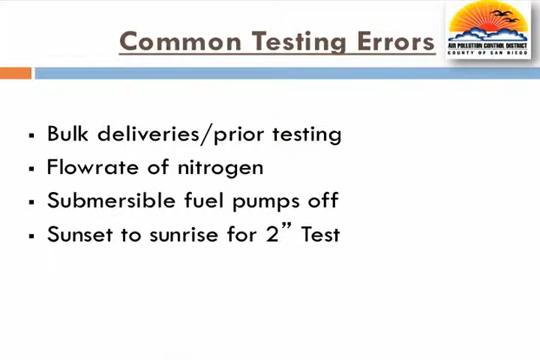 Common Testing Errors
AIR POLLUTION CONTROL DISTRICT
COUNTY OF SAN DIEGO
▪ Bulk deliveries/prior testing
▪ Flowrate of nitrogen
▪ Submersible fuel pumps off
▪ Sunset to sunrise for 2” Test